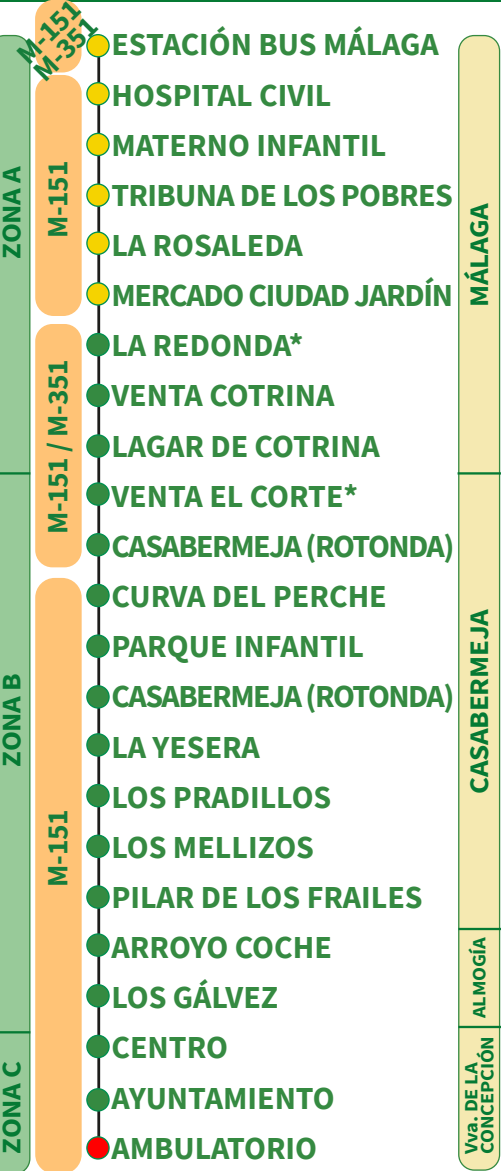 M-151
M-351
ZONA A
M-151
M-151 / M-351
ZONA B
M-151
ZONA C
ESTACIÓN BUS MÁLAGA
HOSPITAL CIVIL
MATERNO INFANTIL
TRIBUNA DE LOS POBRES
LA ROSALEDA
MERCADO CIUDAD JARDÍN
LA REDONDA*
VENTA COTRINA
LAGAR DE COTRINA
VENTA EL CORTE*
CASABERMEJA (ROTONDA)
CURVA DEL PERCHE
PARQUE INFANTIL
CASABERMEJA (ROTONDA)
LA YESERA
LOS PRADILLOS
LOS MELLIZOS
PILAR DE LOS FRAILES
ARROYO COCHE
LOS GÁLVEZ
CENTRO
AYUNTAMIENTO
AMBULATORIO
MÁLAGA
CASABERMEJA
ALMOGÍA
Vva. DE LA
CONCEPCIÓN